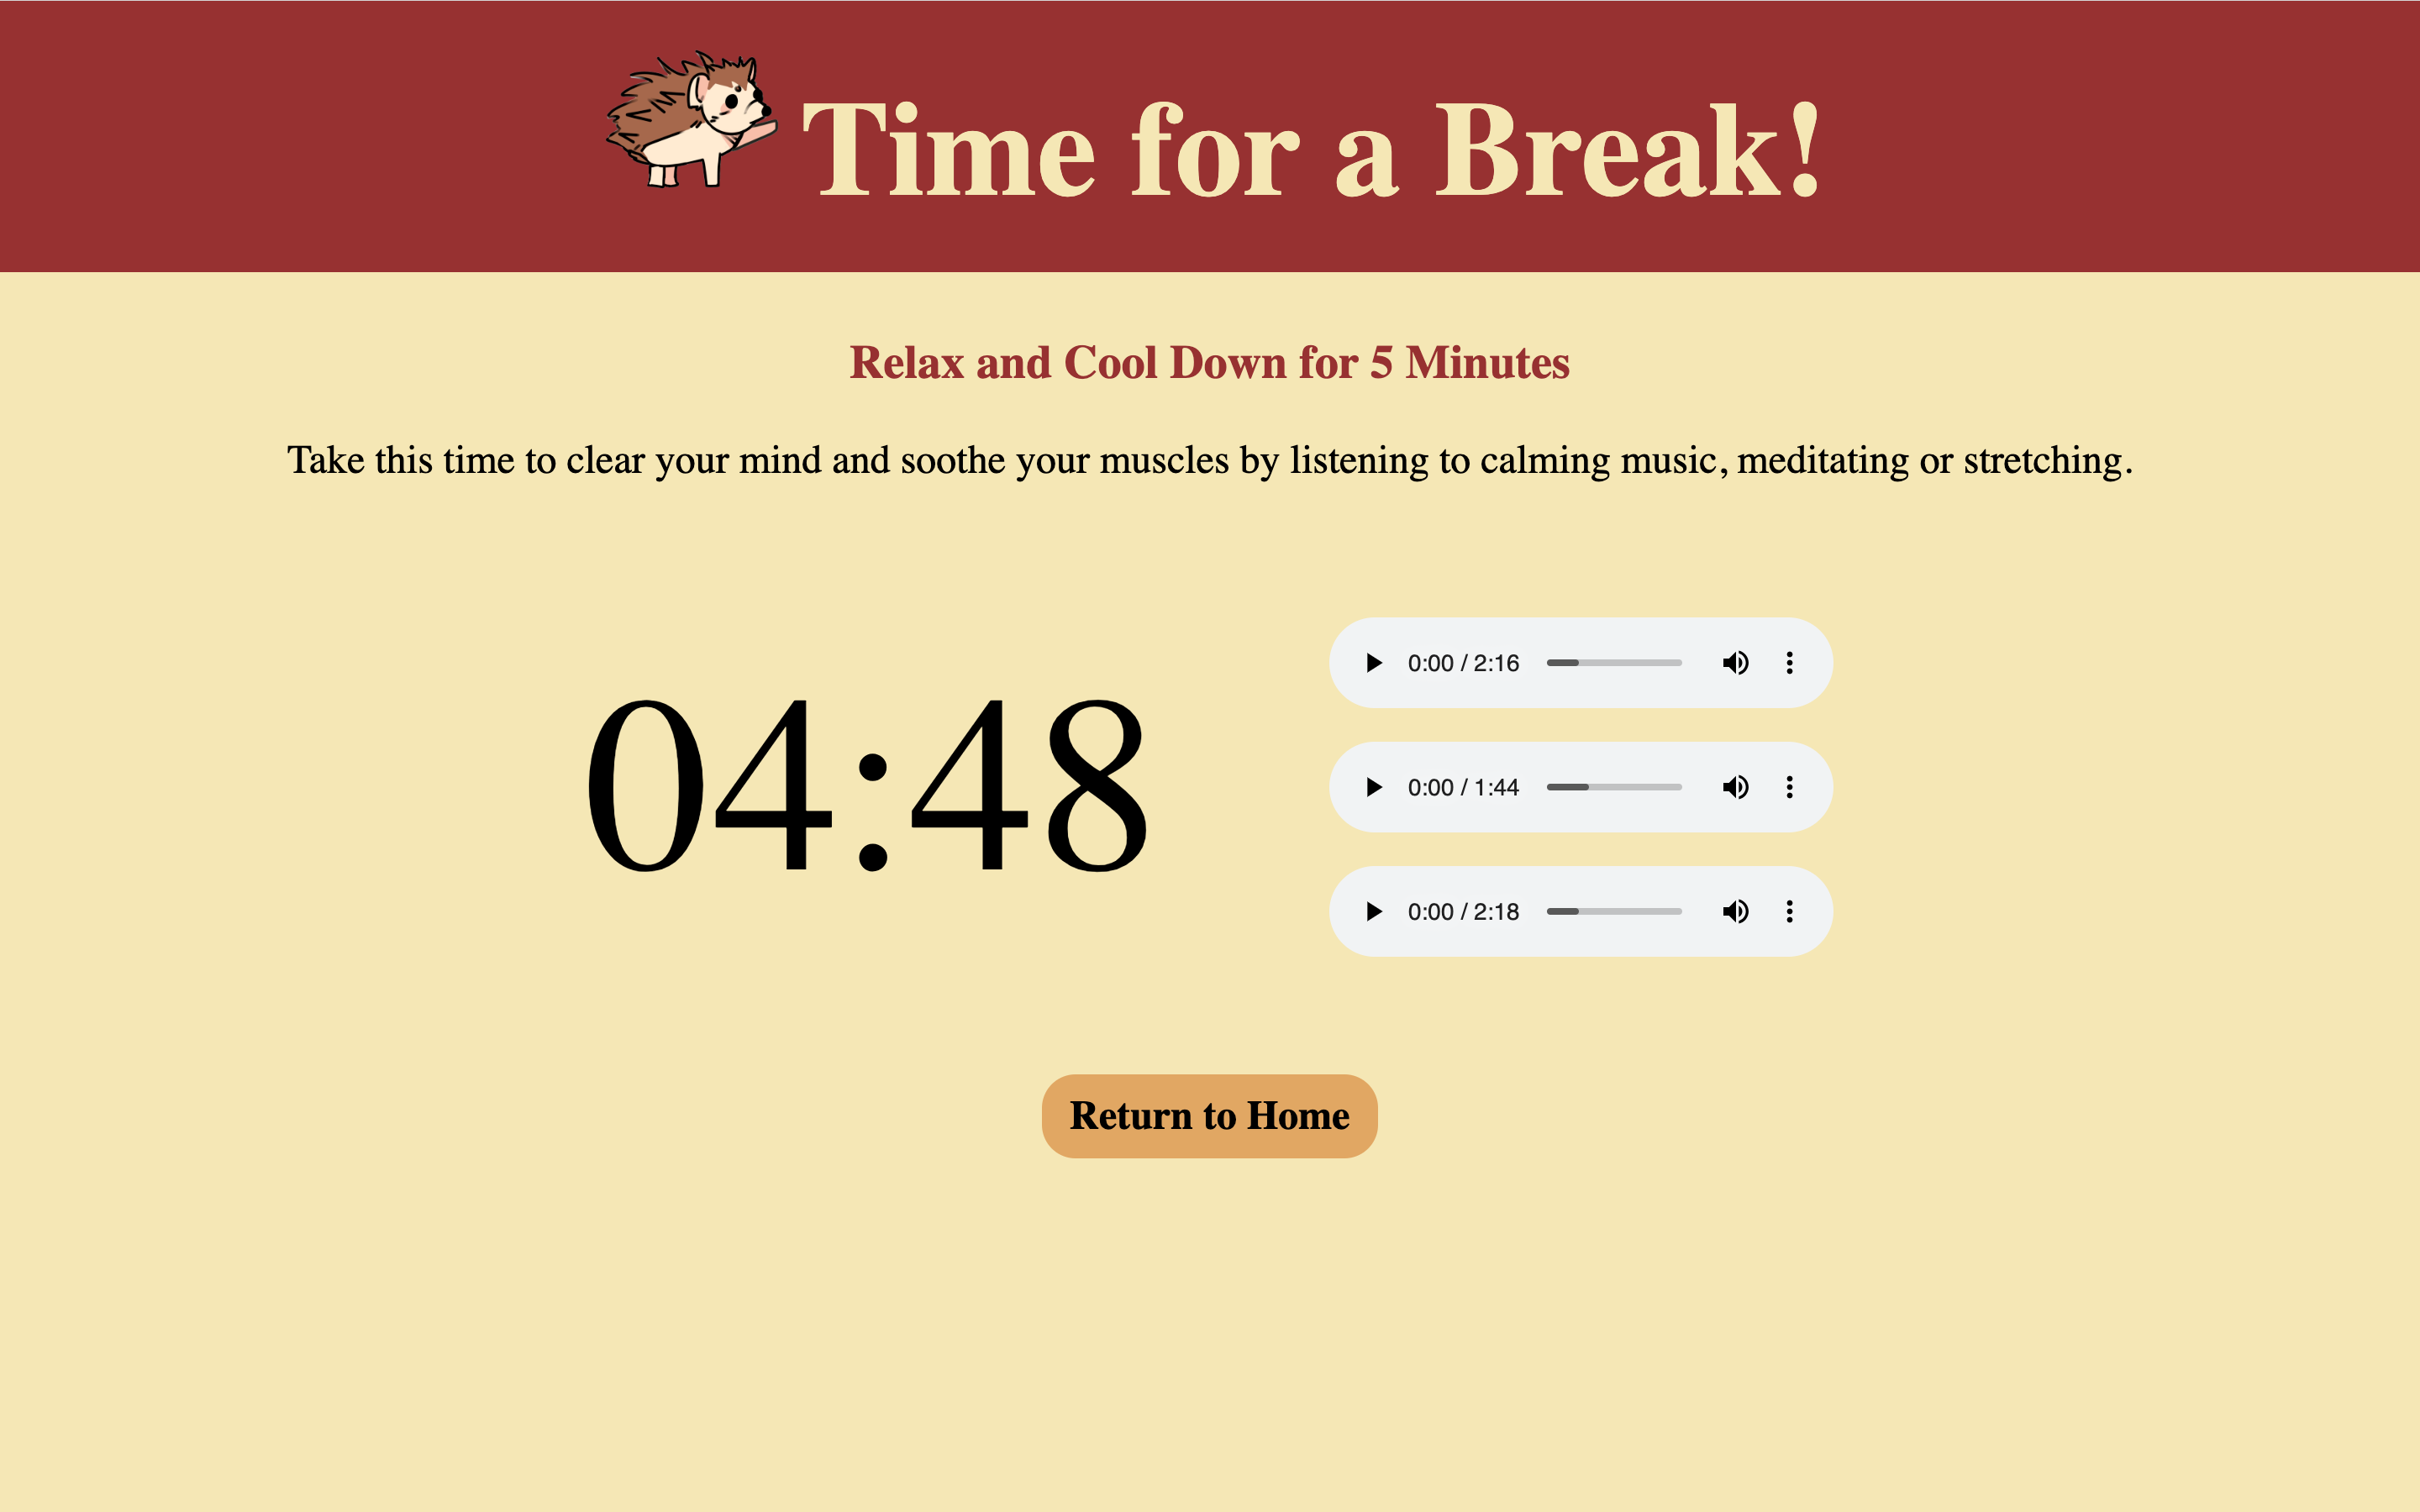 Time for a Break!
Relax and Cool Down for 5 Minutes
Take this time to clear your mind and soothe your muscles by listening to calming music, meditating or stretching.
04:48
0:00 / 2:16
0:00 / 1:44
0:00 / 2:18
Return to Home